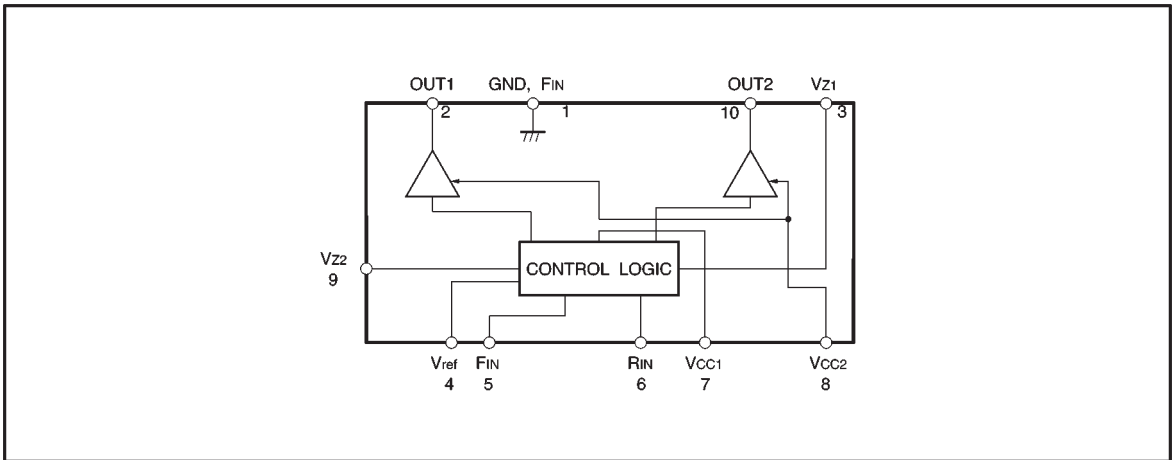 OUT1 GND, FIN OUT2 VZ1
2 1 10 3
VZ2
9
CONTROL LOGIC
Vref FIN RIN VCC1 VCC2
4 5 6 7 8